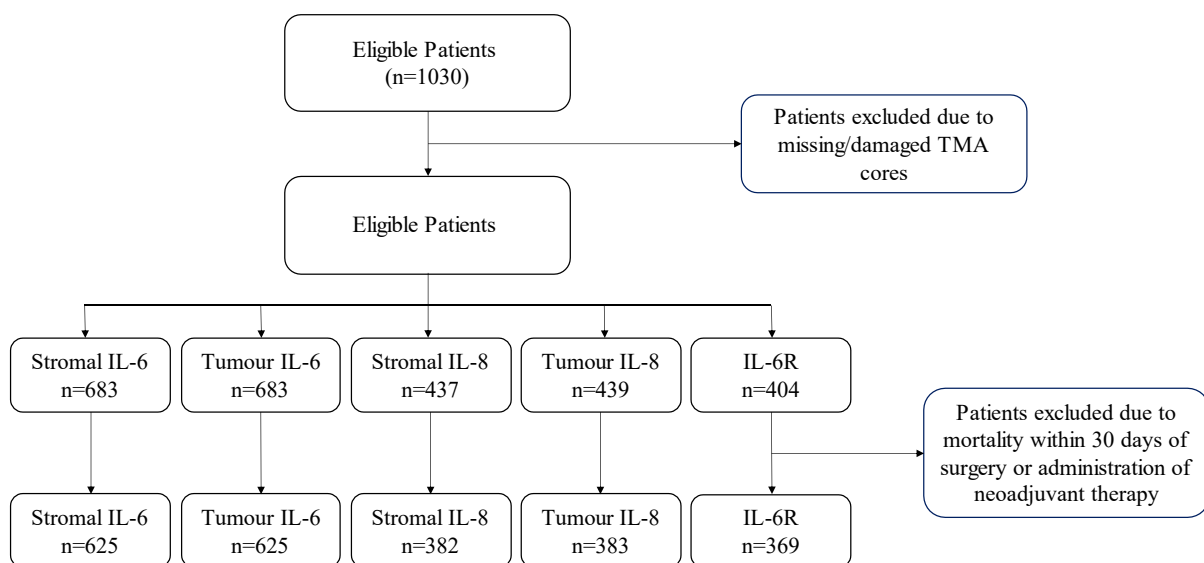 Eligible Patients
(n=1030)
Patients excluded due to
missing/damaged TMA
cores
Eligible Patients
Stromal IL-6
n=683
Tumour IL-6
n=683
Stromal IL-8
n=437
Tumour IL-8
n=439
IL-6R
n=404
Patients excluded due to
mortality within 30 days of
surgery or administration of
neoadjuvant therapy
Stromal IL-6
n=625
Tumour IL-6
n=625
Stromal IL-8
n=382
Tumour IL-8
n=383
IL-6R
n=369